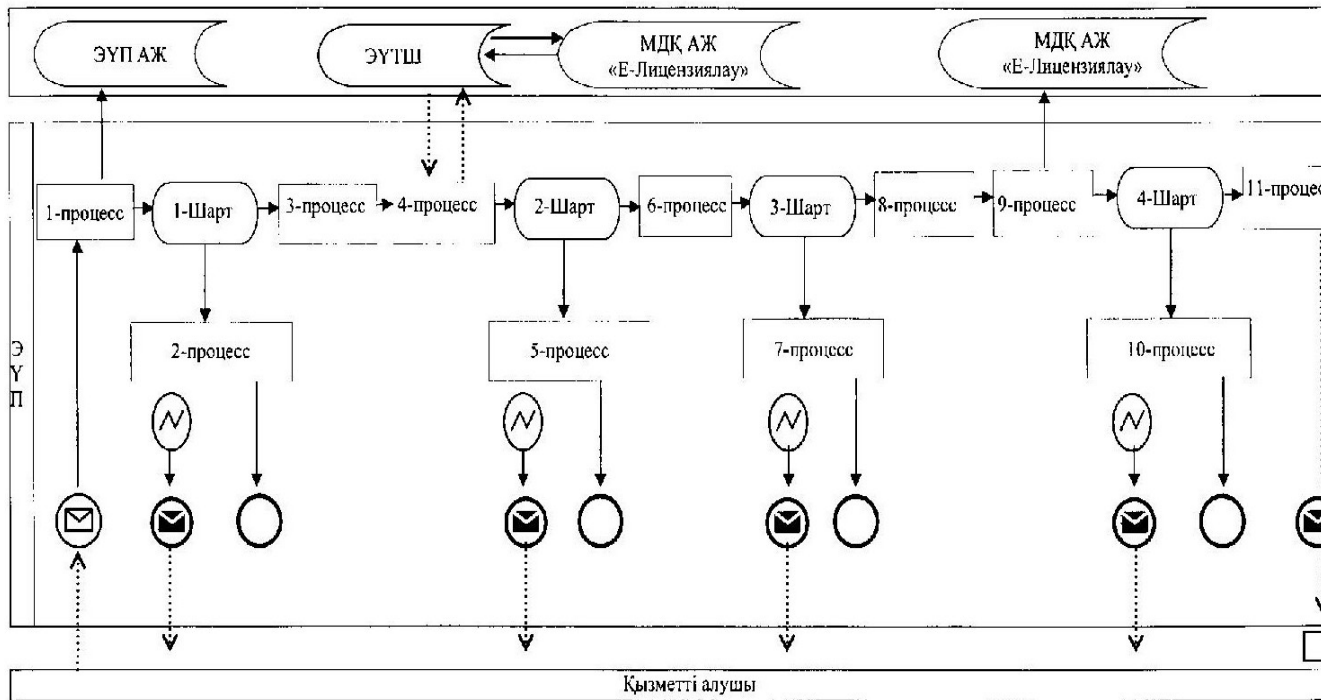 ЭҮП АЖ
ЭҮТШ
МДҚ АЖ
«Е-Лицензиялау»
МДҚ АЖ
«Е-Лицензиялау»
1-процесс
1-Шарт
3-процесс
4-процесс
2-Шарт
6-процесс
3-Шарт
8-процесс
9-процесс
4-Шарт
11-процес
2-процесс
5-процесс
7-процесс
10-процесс
Э
Ү
П
Қызметті алушы